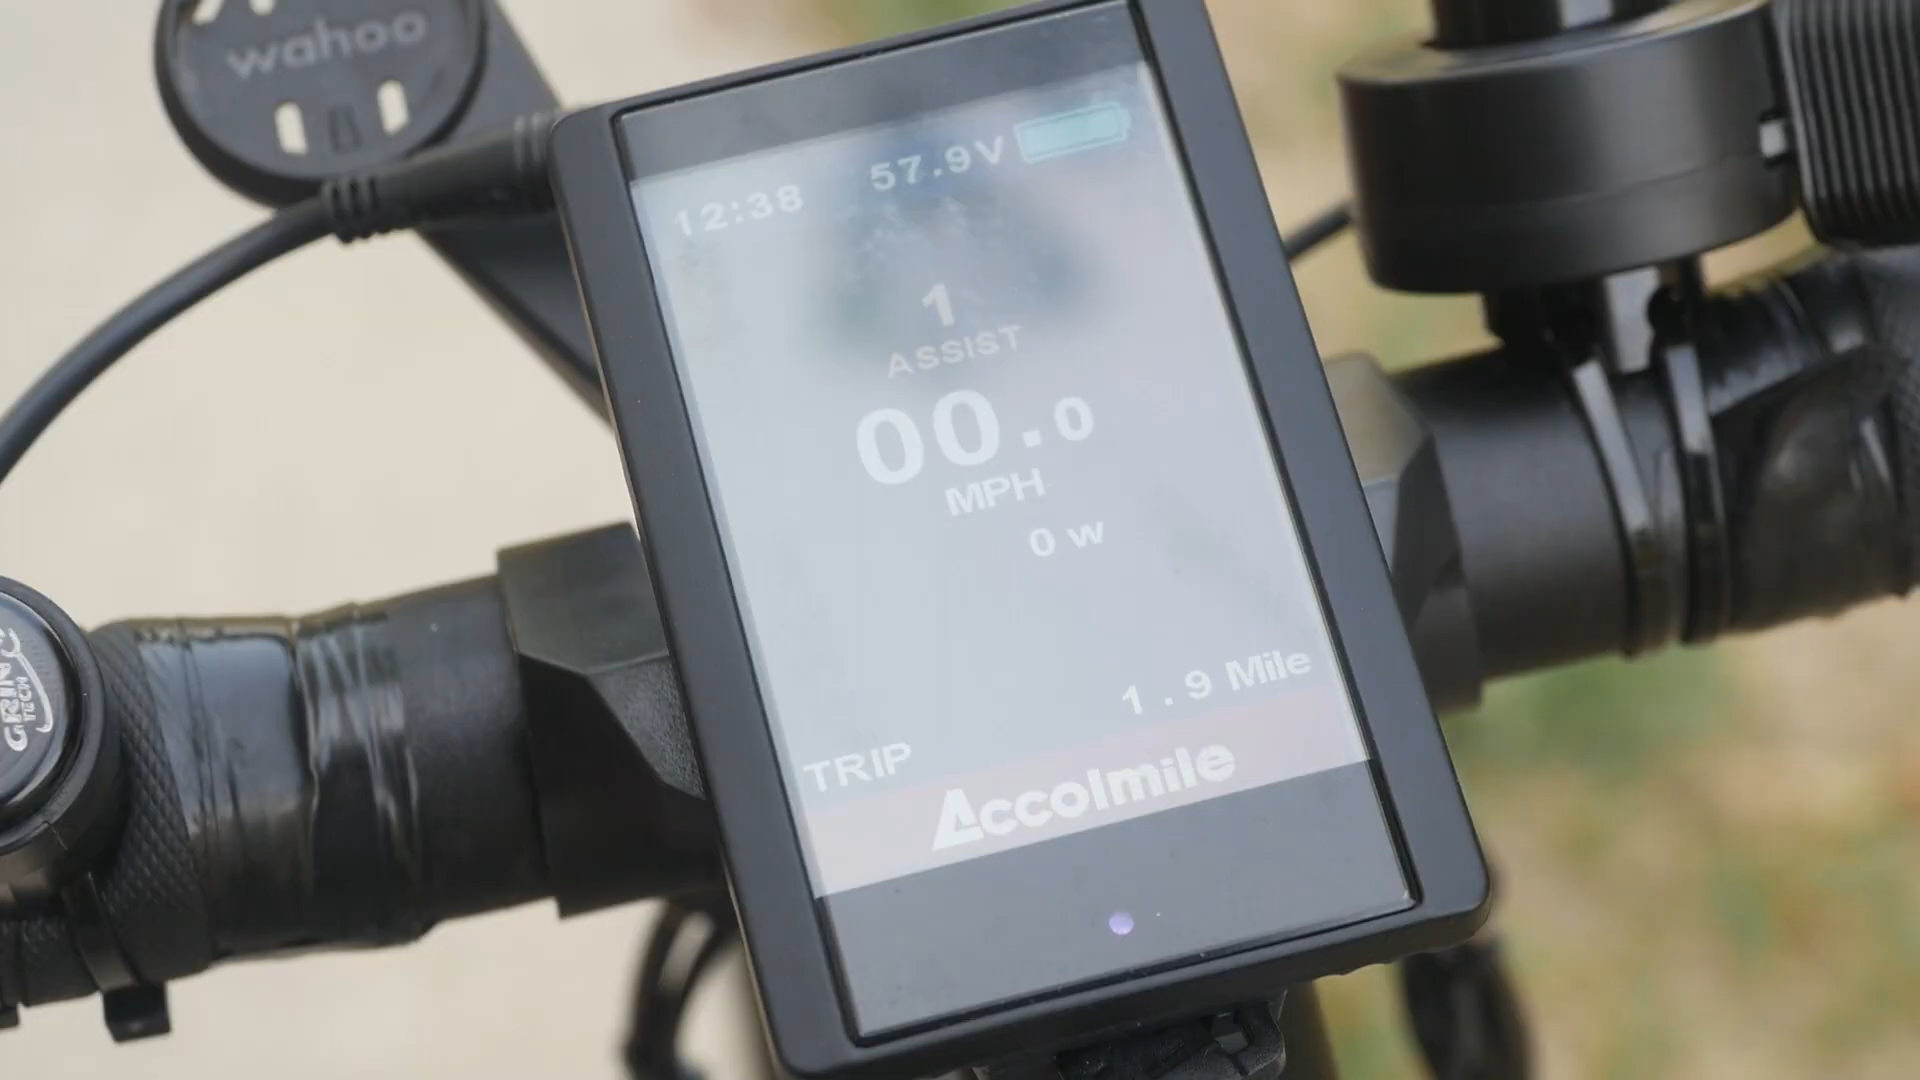 wahoo
12:38 57.9V
1
ASSIST
00.0
MPH
0 w
1.9 Mile
TRIP
Accolmile
GRIN
TECH